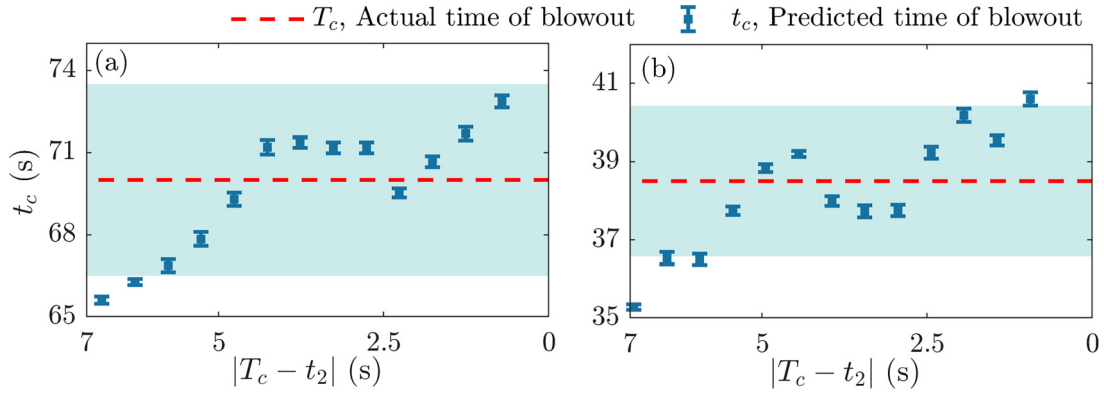 T_c, Actual time of blowout
t_c, Predicted time of blowout
(a)
74
71
68
65
t_c (s)
7 5 2.5 0
|T_c − t_2| (s)
(b)
41
39
37
35
7 5 2.5 0
|T_c − t_2| (s)